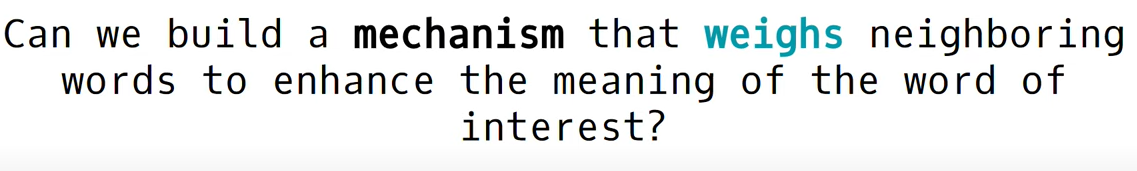 Can we build a mechanism that weighs neighboring
words to enhance the meaning of the word of
interest?